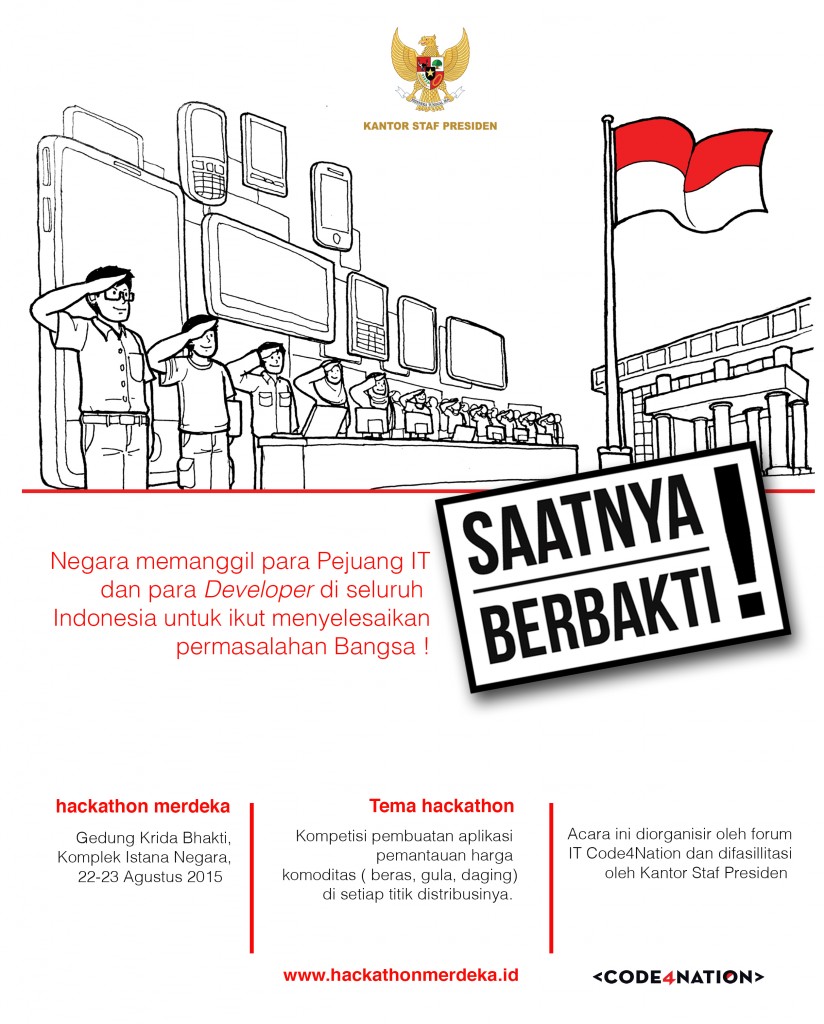 KANTOR STAF PRESIDEN
SAATNYA
BERBAKTI !
Negara memanggil para Pejuang IT
dan para Developer di seluruh
Indonesia untuk ikut menyelesaikan
permasalahan Bangsa !
hackathon merdeka
Gedung Krida Bhakti,
Komplek Istana Negara,
22-23 Agustus 2015
Tema hackathon
Kompetisi pembuatan aplikasi
pemantauan harga
komoditas ( beras, gula, daging)
di setiap titik distribusinya.
Acara ini diorganisir oleh forum
IT Code4Nation dan difasillitasi
oleh Kantor Staf Presiden
www.hackathonmerdeka.id
<CODE4NATION>